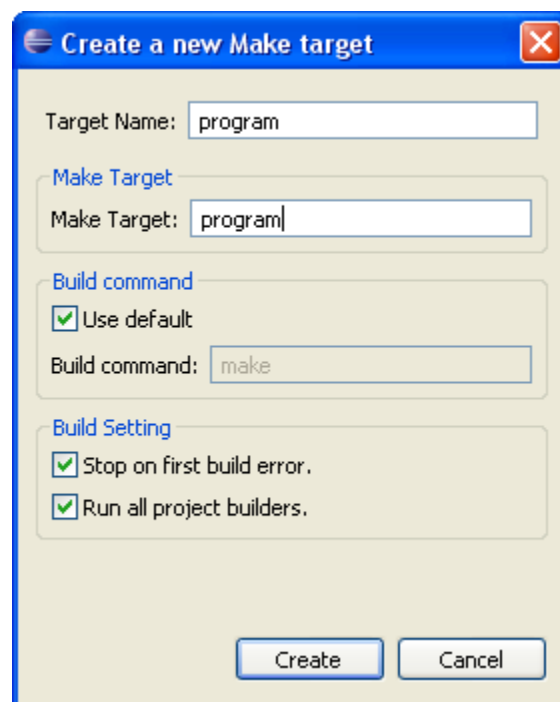 Create a new Make target
Target Name: program
Make Target
Make Target: program
Build command
Use default
Build command: make
Build Setting
Stop on first build error.
Run all project builders.
Create Cancel